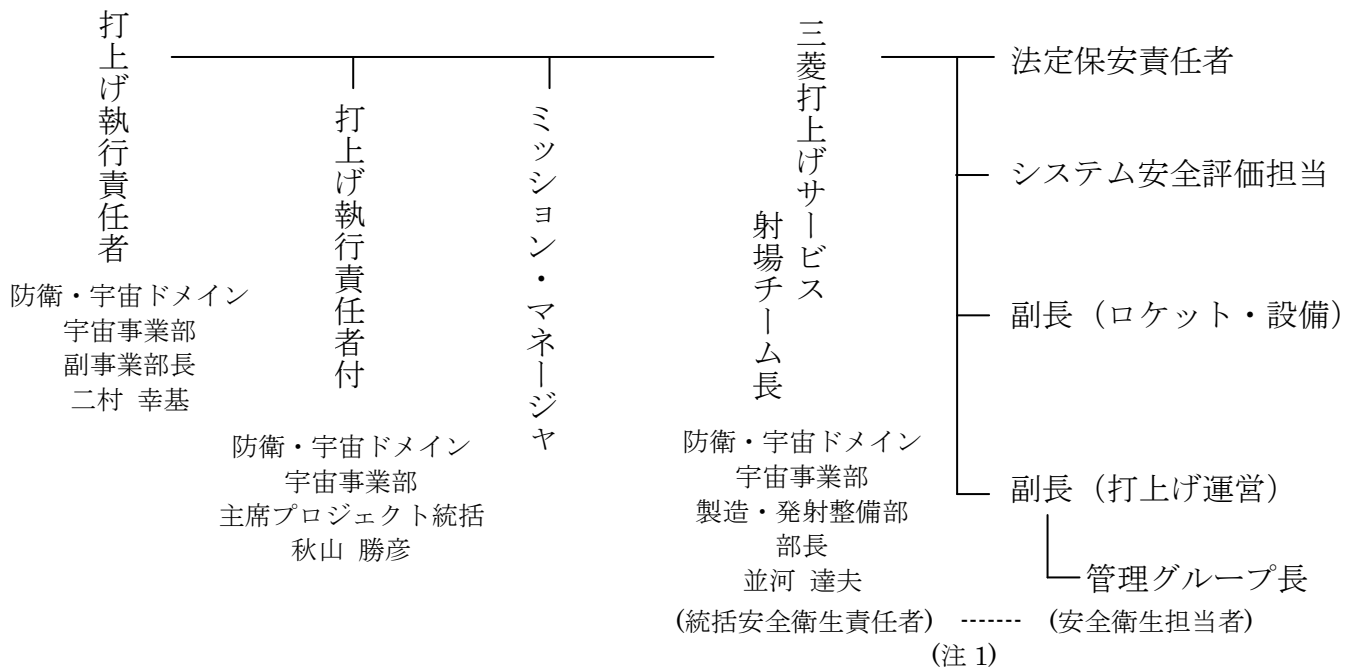 打上げ執行責任者
防衛・宇宙ドメイン
宇宙事業部
副事業部長
二村 幸基
打上げ執行責任者付
防衛・宇宙ドメイン
宇宙事業部
主席プロジェクト統括
秋山 勝彦
ミッション・マネージャ
三菱打上げサービス
射場チーム長
防衛・宇宙ドメイン
宇宙事業部
製造・発射整備部
部長
並河 達夫
(統括安全衛生責任者) ------- (安全衛生担当者)
(注 1)
法定保安責任者
システム安全評価担当
副長（ロケット・設備）
副長（打上げ運営）
管理グループ長